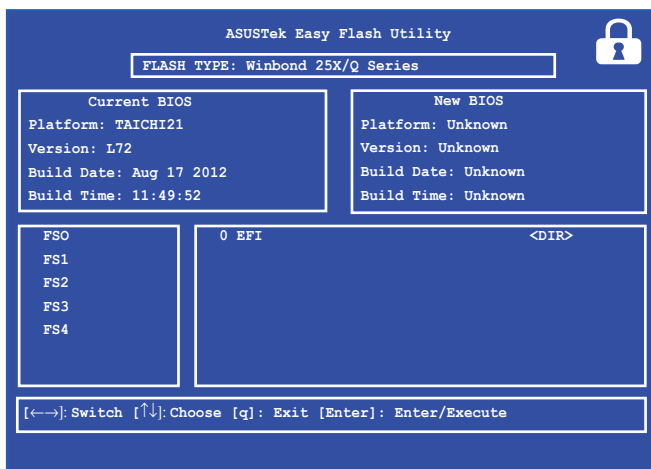 ASUSTek Easy Flash Utility
FLASH TYPE: Winbond 25X/Q Series
Current BIOS
Platform: TAICHI21
Version: L72
Build Date: Aug 17 2012
Build Time: 11:49:52
New BIOS
Platform: Unknown
Version: Unknown
Build Date: Unknown
Build Time: Unknown
FSO
FS1
FS2
FS3
FS4
0 EFI <DIR>
[←→]: Switch [↑↓]: Choose [q]: Exit [Enter]: Enter/Execute